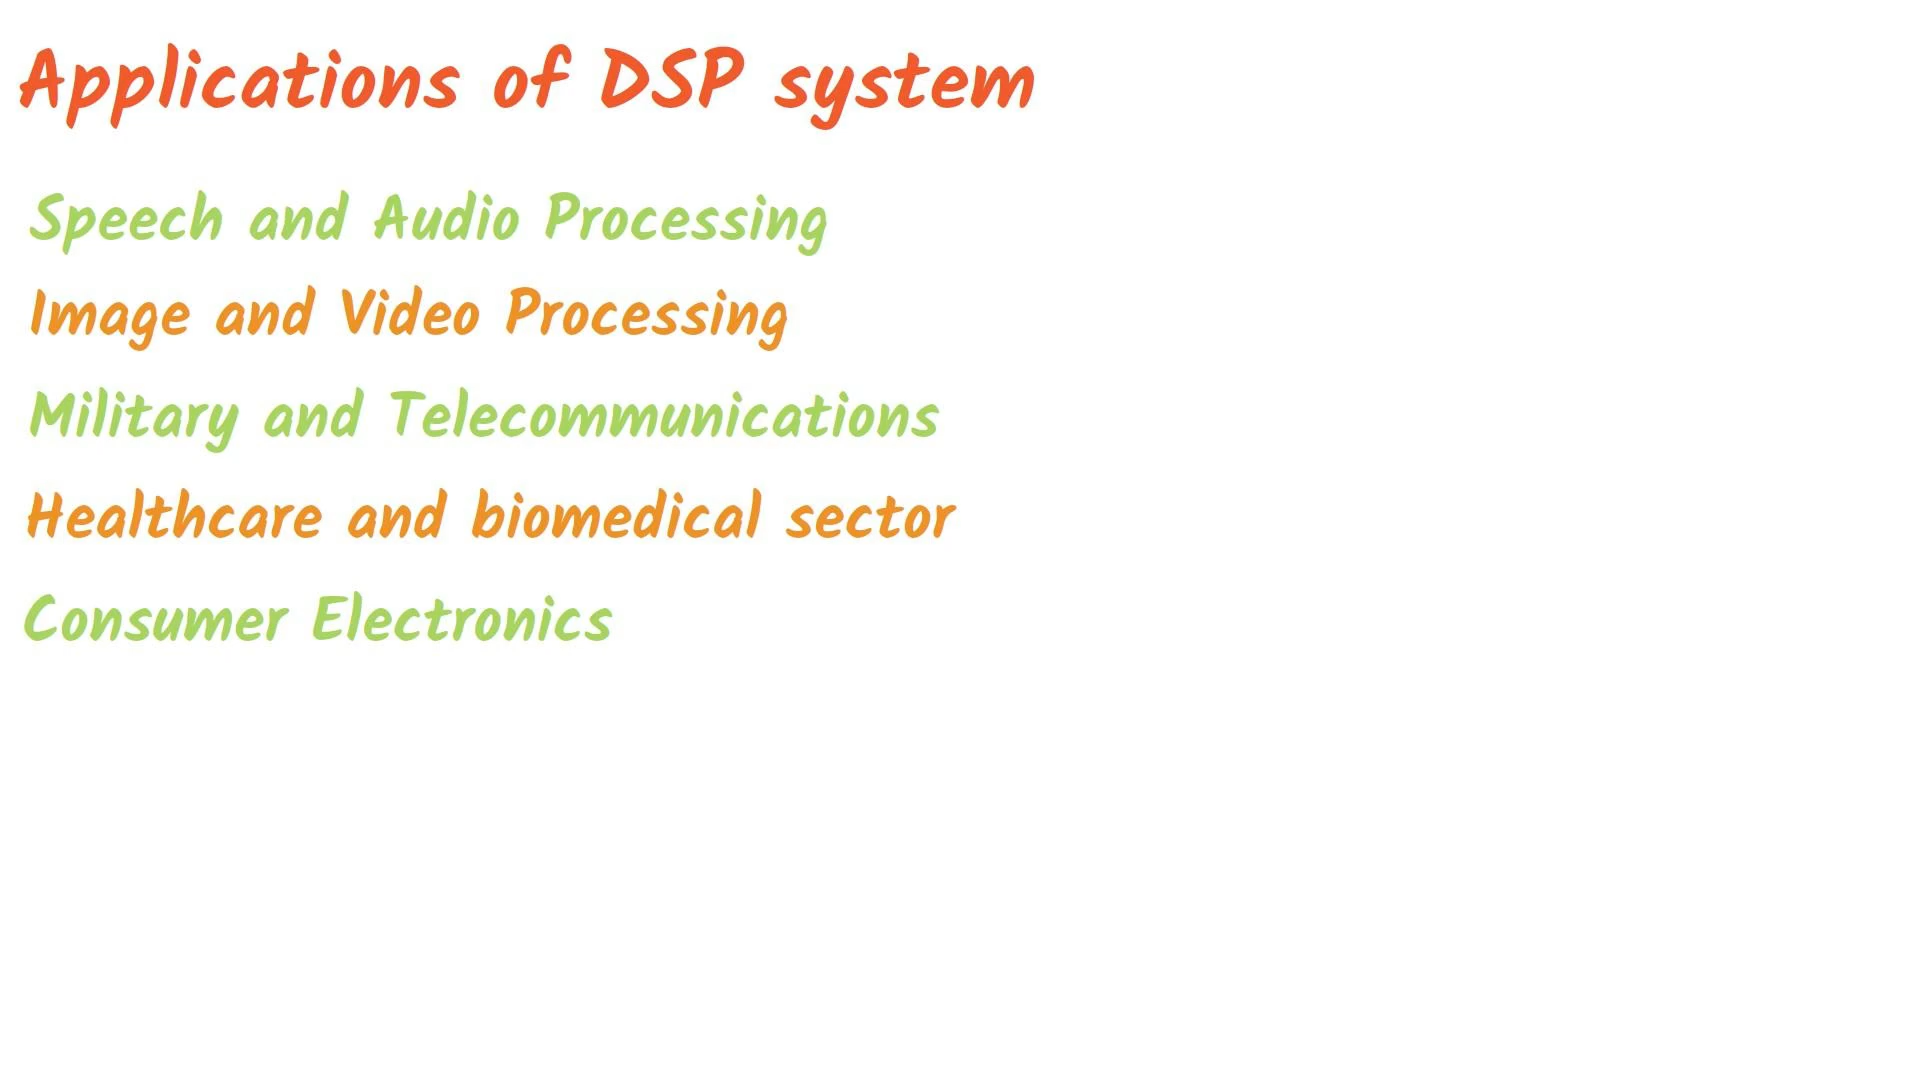 Applications of DSP system
Speech and Audio Processing
Image and Video Processing
Military and Telecommunications
Healthcare and biomedical sector
Consumer Electronics